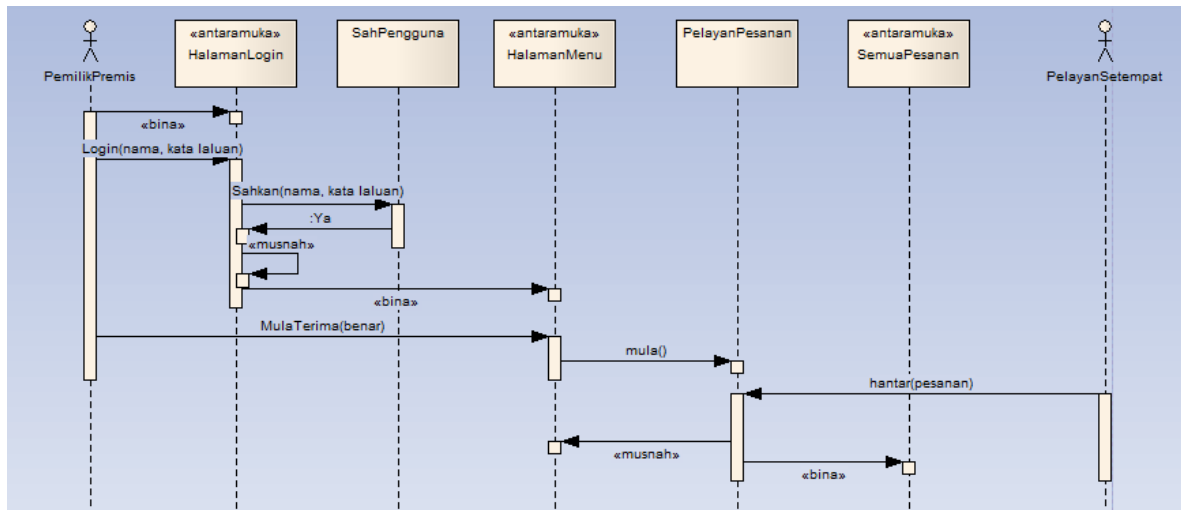 «antaramuka»
HalamanLogin
SahPengguna
«antaramuka»
HalamanMenu
PelayanPesanan
«antaramuka»
SemuaPesanan
PemilikPremis
PelayanSetempat
«bina»
Login(nama, kata laluan)
Sahkan(nama, kata laluan)
:Ya
«musnah»
«bina»
MulaTerima(benar)
mula()
hantar(pesanan)
«musnah»
«bina»